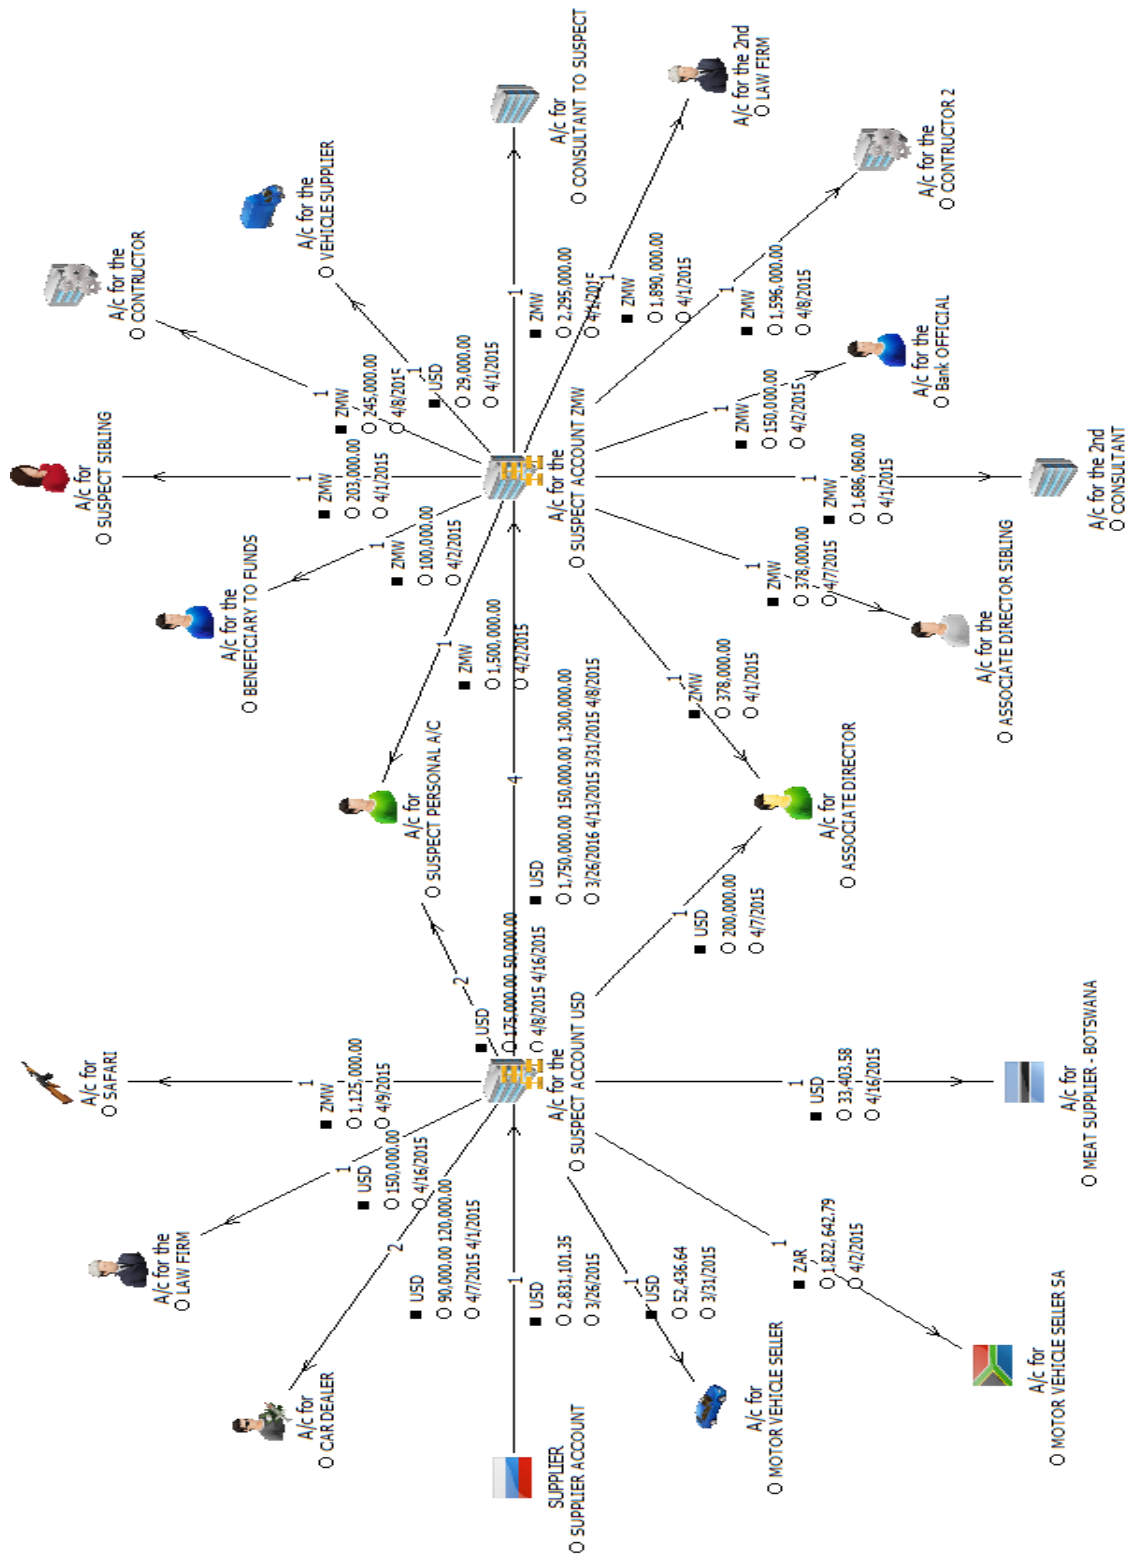 A/c for
SAFARI
A/c for the
LAW FIRM
A/c for
CAR DEALER
ZMW
1,125,000.00
4/9/2015
1
USD
150,000.00
4/16/2015
1
USD
90,000.00 120,000.00
4/7/2015 4/1/2015
2
SUPPLIER
SUPPLIER ACCOUNT
1
USD
2,831,101.35
3/26/2015
A/c for the
SUSPECT ACCOUNT USD
2
USD
175,000.00 50,000.00
4/8/2015 4/16/2015
A/c for
SUSPECT PERSONAL A/C
4
USD
1,750,000.00 150,000.00 1,300,000.00
3/26/2016 4/13/2015 3/31/2015 4/8/2015
1
USD
52,436.64
3/31/2015
A/c for
MOTOR VEHICLE SELLER
1
ZAR
1,822,642.79
4/2/2015
A/c for
MOTOR VEHICLE SELLER SA
1
USD
33,403.58
4/16/2015
A/c for
MEAT SUPPLIER - BOTSWANA
1
USD
200,000.00
4/7/2015
A/c for
ASSOCIATE DIRECTOR
A/c for
SUSPECT SIBLING
A/c for the
CONTRUCTOR
A/c for the
BENEFICIARY TO FUNDS
A/c for the
VEHICLE SUPPLIER
1
ZMW
203,000.00
4/1/2015
1
ZMW
245,000.00
4/8/2015
1
ZMW
100,000.00
4/2/2015
1
USD
29,000.00
4/1/2015
1
ZMW
1,500,000.00
4/2/2015
A/c for the
SUSPECT ACCOUNT ZMW
1
ZMW
2,295,000.00
4/1/2015
A/c for
CONSULTANT TO SUSPECT
1
ZMW
1,890,000.00
4/1/2015
A/c for the 2nd
LAW FIRM
1
ZMW
378,000.00
4/1/2015
1
ZMW
378,000.00
4/7/2015
A/c for the
ASSOCIATE DIRECTOR SIBLING
1
ZMW
1,686,060.00
4/1/2015
A/c for the 2nd
CONSULTANT
1
ZMW
150,000.00
4/2/2015
A/c for the
Bank OFFICIAL
1
ZMW
1,596,000.00
4/8/2015
A/c for the
CONTRUCTOR 2